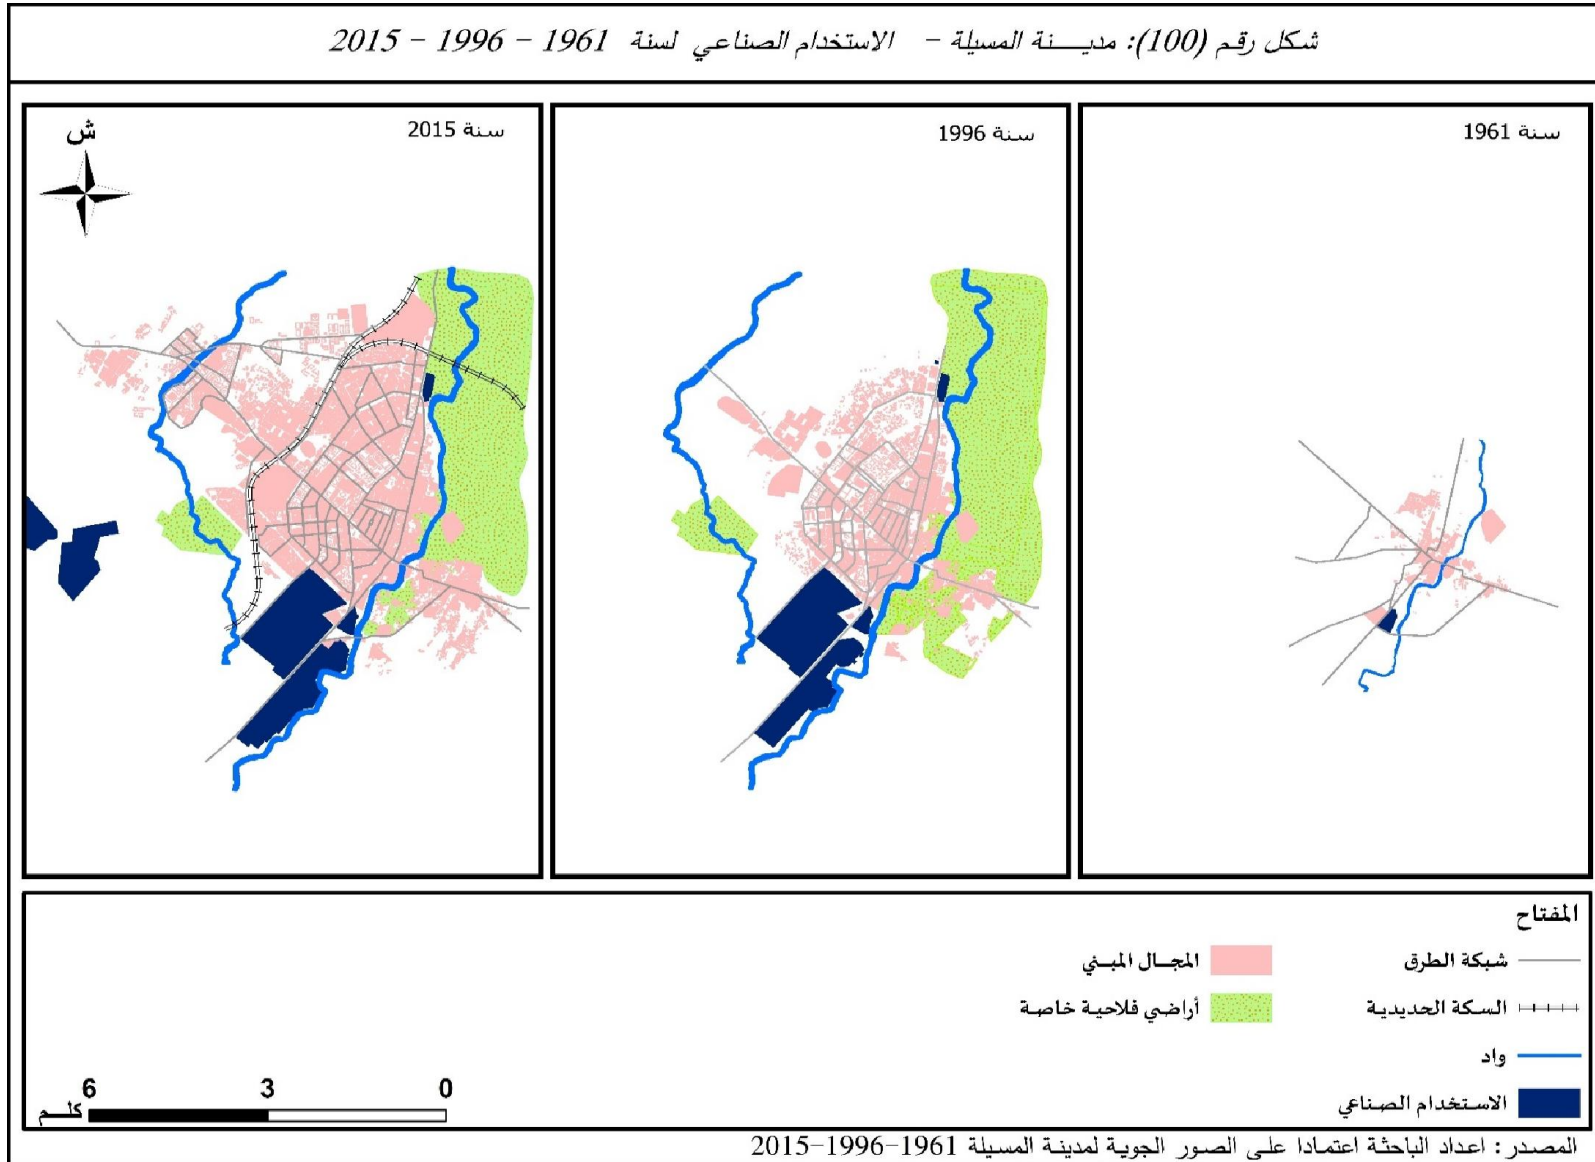 شكل رقم (100): مديـــنة المسيلة - الاستخدام الصناعي لسنة 1961 - 1996 - 2015
سنة 1961
سنة 1996
سنة 2015
ش
المفتاح
شبكة الطرق
المجـال المبـني
السكة الحديدية
أراضي فلاحية خاصة
واد
الاستخدام الصناعي
6 3 0
كلـم
المصدر: اعداد الباحثة اعتمادا على الصور الجوية لمدينة المسيلة 1961-1996-2015